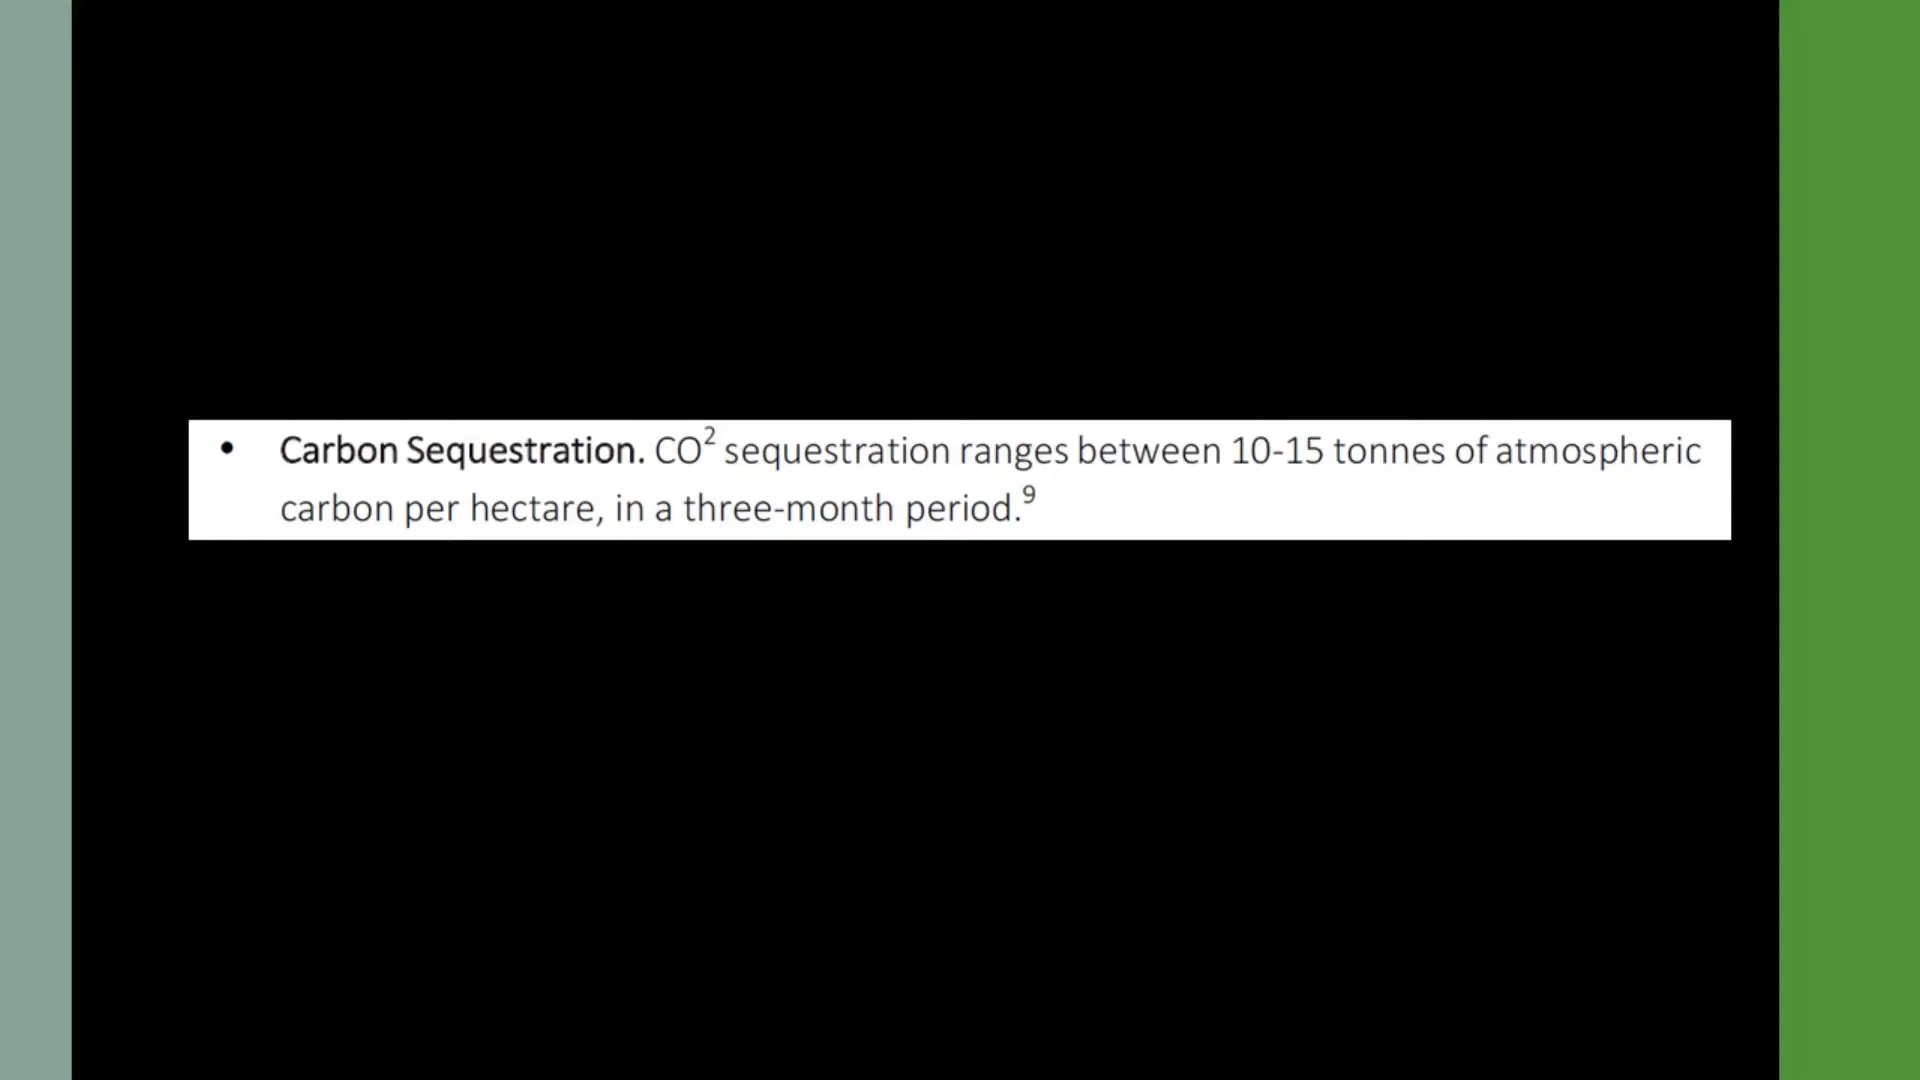 • Carbon Sequestration. CO² sequestration ranges between 10-15 tonnes of atmospheric
carbon per hectare, in a three-month period.⁹